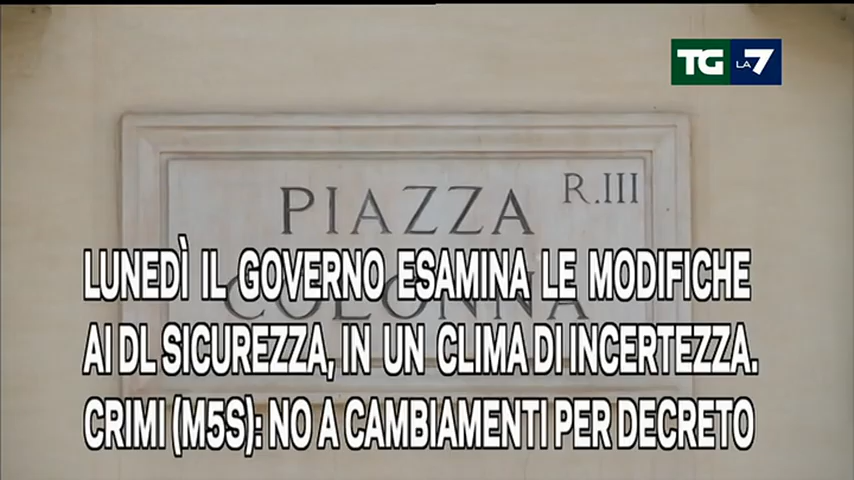 TG LA7
PIAZZA R.III
COLONNA
LUNEDÌ IL GOVERNO ESAMINA LE MODIFICHE
AI DL SICUREZZA, IN UN CLIMA DI INCERTEZZA.
CRIMI (M5S): NO A CAMBIAMENTI PER DECRETO